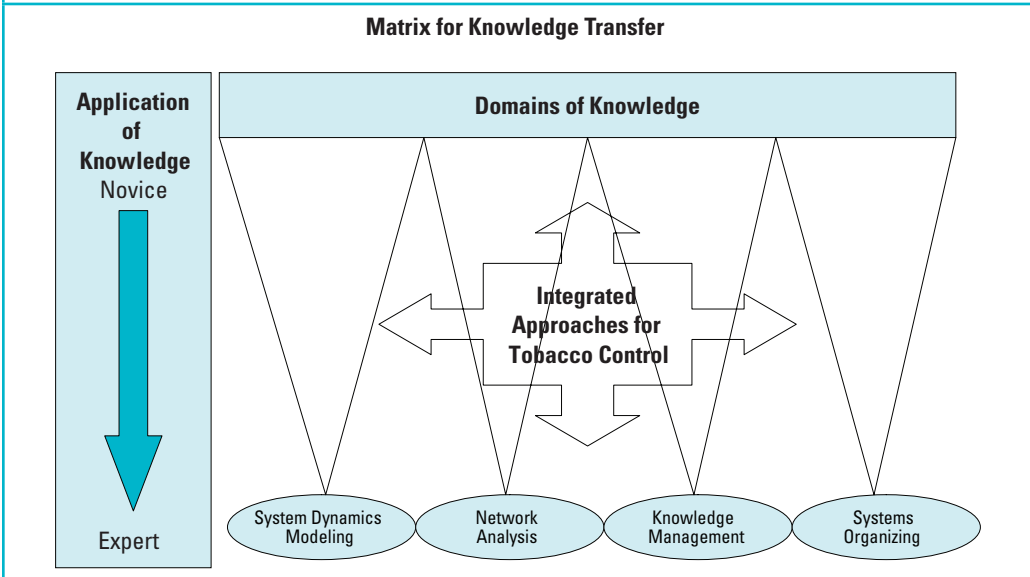 Matrix for Knowledge Transfer
Application
of
Knowledge
Novice
Expert
Domains of Knowledge
Integrated
Approaches for
Tobacco Control
System Dynamics
Modeling
Network
Analysis
Knowledge
Management
Systems
Organizing